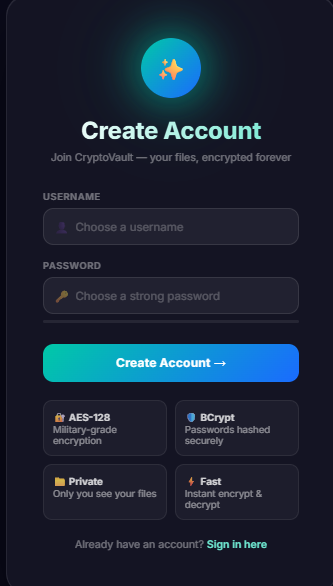 Create Account
Join CryptoVault — your files, encrypted forever
USERNAME
Choose a username
PASSWORD
Choose a strong password
Create Account →
AES-128
Military-grade
encryption
BCrypt
Passwords hashed
securely
Private
Only you see your files
Fast
Instant encrypt &
decrypt
Already have an account? Sign in here